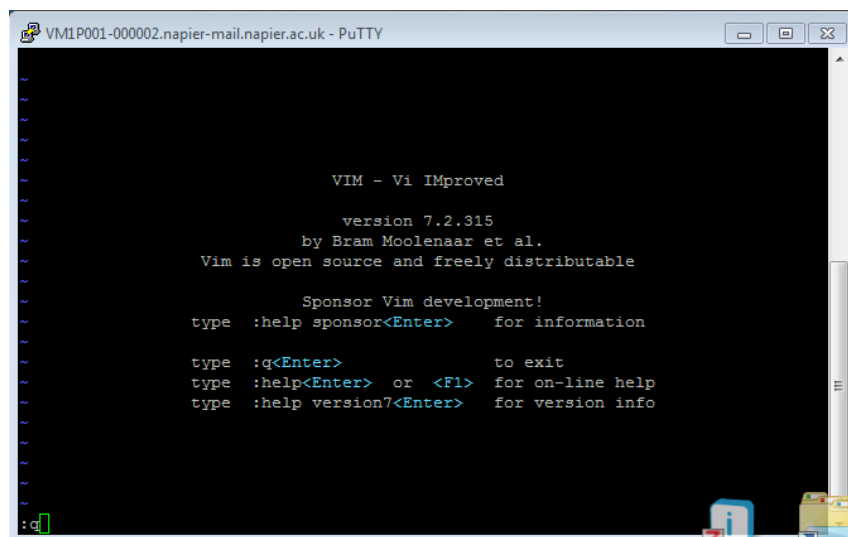 VM1P001-000002.napier-mail.napier.ac.uk - PuTTY
~
~
~
~
~
~ VIM - Vi IMproved
~
~ version 7.2.315
~ by Bram Moolenaar et al.
~ Vim is open source and freely distributable
~
~ Sponsor Vim development!
~ type :help sponsor<Enter> for information
~
~ type :q<Enter> to exit
~ type :help<Enter> or <F1> for on-line help
~ type :help version7<Enter> for version info
~
~
~
~
~
:q